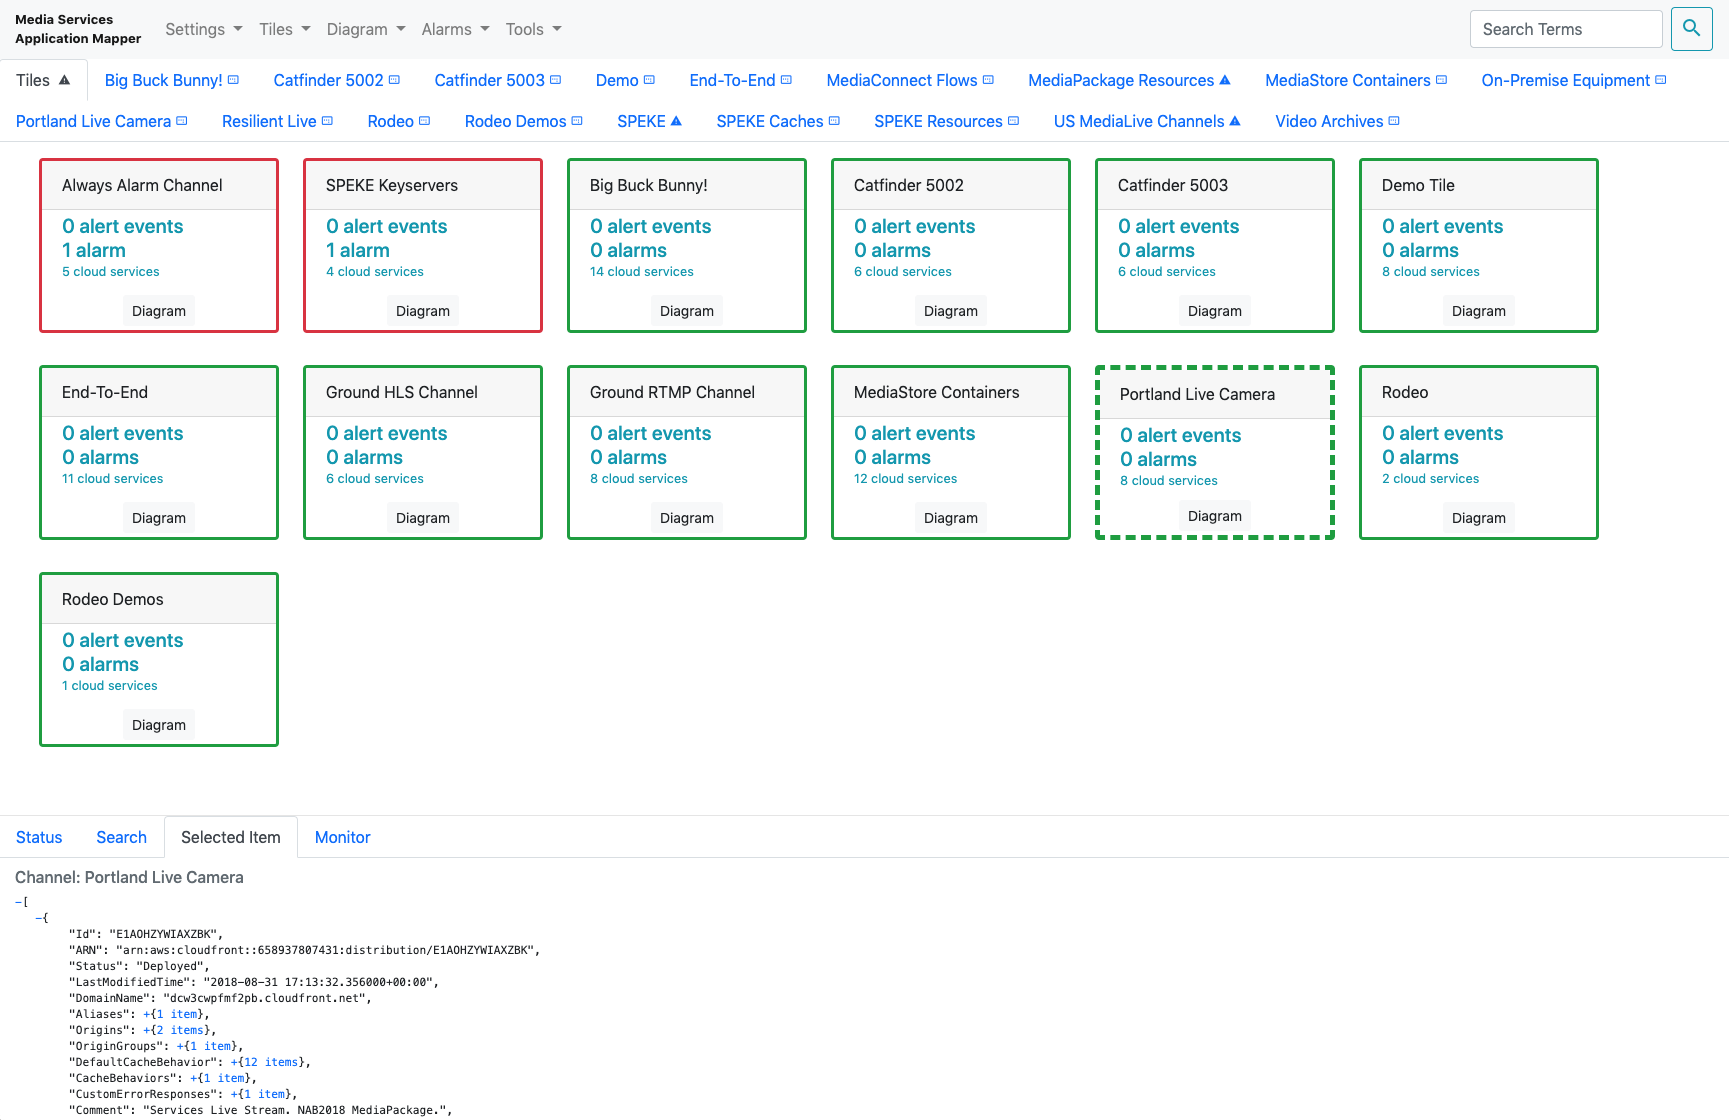 Media Services
Application Mapper
Settings Tiles Diagram Alarms Tools
Search Terms
Tiles Big Buck Bunny! Catfinder 5002 Catfinder 5003 Demo End-To-End MediaConnect Flows MediaPackage Resources MediaStore Containers On-Premise Equipment
Portland Live Camera Resilient Live Rodeo Rodeo Demos SPEKE SPEKE Caches SPEKE Resources US MediaLive Channels Video Archives
Always Alarm Channel
0 alert events
1 alarm
5 cloud services
Diagram
SPEKE Keyservers
0 alert events
1 alarm
4 cloud services
Diagram
Big Buck Bunny!
0 alert events
0 alarms
14 cloud services
Diagram
Catfinder 5002
0 alert events
0 alarms
6 cloud services
Diagram
Catfinder 5003
0 alert events
0 alarms
6 cloud services
Diagram
Demo Tile
0 alert events
0 alarms
8 cloud services
Diagram
End-To-End
0 alert events
0 alarms
11 cloud services
Diagram
Ground HLS Channel
0 alert events
0 alarms
6 cloud services
Diagram
Ground RTMP Channel
0 alert events
0 alarms
8 cloud services
Diagram
MediaStore Containers
0 alert events
0 alarms
12 cloud services
Diagram
Portland Live Camera
0 alert events
0 alarms
8 cloud services
Diagram
Rodeo
0 alert events
0 alarms
2 cloud services
Diagram
Rodeo Demos
0 alert events
0 alarms
1 cloud services
Diagram
Status Search Selected Item Monitor
Channel: Portland Live Camera
−[
−{
"Id": "E1AOHZYWIAXZBK",
"ARN": "arn:aws:cloudfront::658937807431:distribution/E1AOHZYWIAXZBK",
"Status": "Deployed",
"LastModifiedTime": "2018-08-31 17:13:32.356000+00:00",
"DomainName": "dcw3cwpfmf2pb.cloudfront.net",
"Aliases": +{1 item},
"Origins": +{2 items},
"OriginGroups": +{1 item},
"DefaultCacheBehavior": +{12 items},
"CacheBehaviors": +{1 item},
"CustomErrorResponses": +{1 item},
"Comment": "Services Live Stream. NAB2018 MediaPackage.",